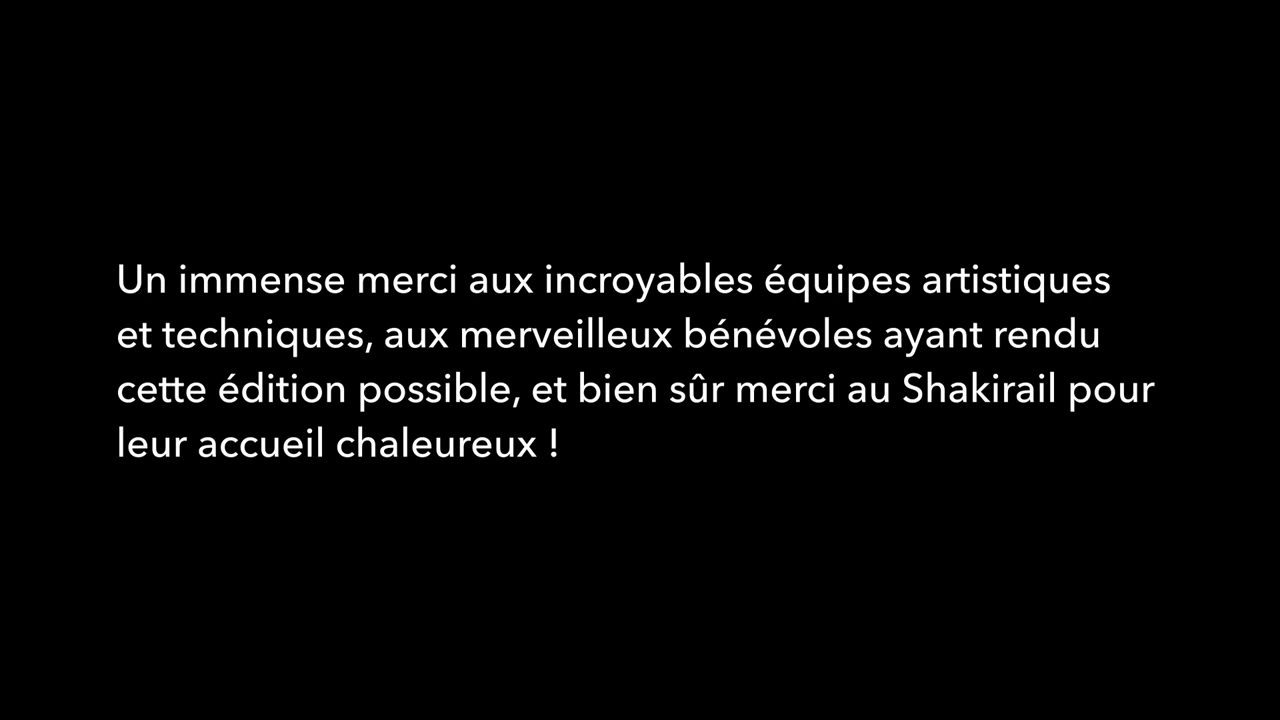 Un immense merci aux incroyables équipes artistiques
et techniques, aux merveilleux bénévoles ayant rendu
cette édition possible, et bien sûr merci au Shakirail pour
leur accueil chaleureux !